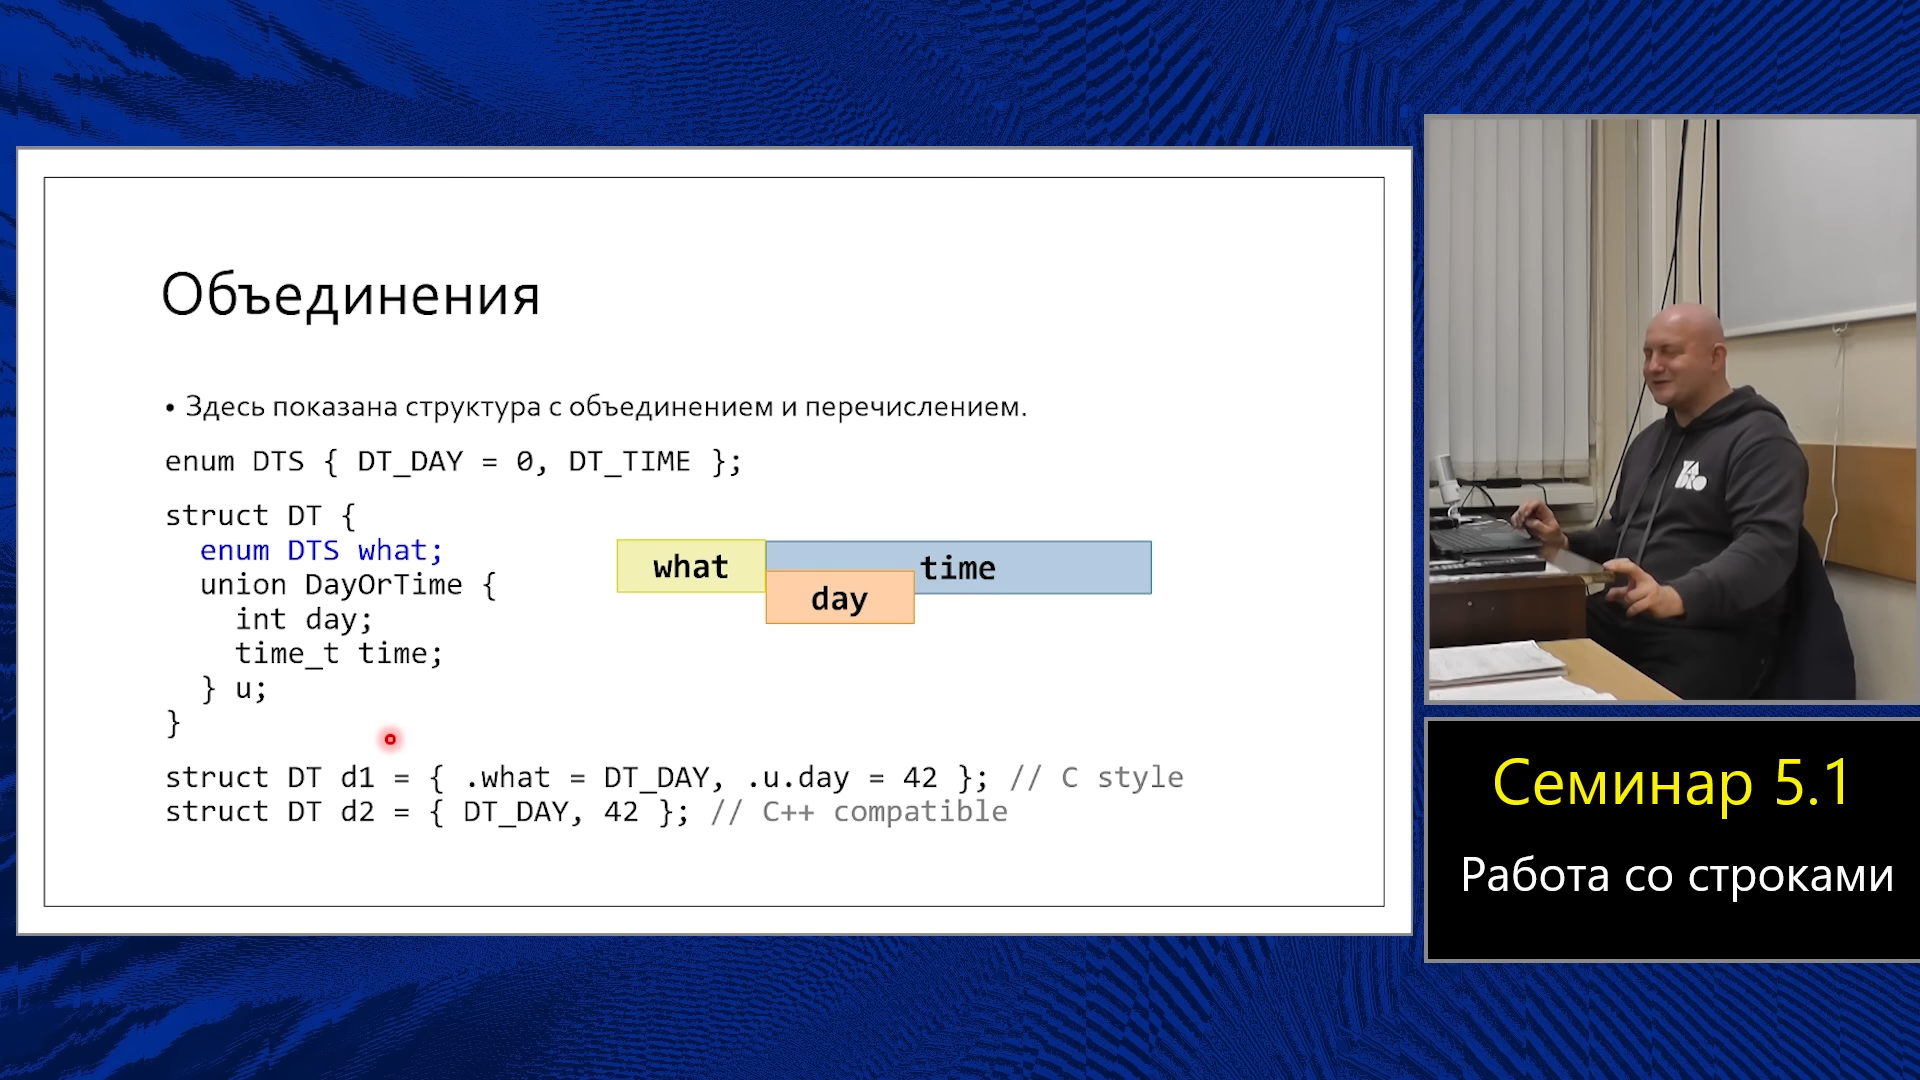 Объединения
• Здесь показана структура с объединением и перечислением.
enum DTS { DT_DAY = 0, DT_TIME };
struct DT {
enum DTS what;
union DayOrTime {
int day;
time_t time;
} u;
}
what
time
day
struct DT d1 = { .what = DT_DAY, .u.day = 42 }; // C style
struct DT d2 = { DT_DAY, 42 }; // C++ compatible
YA
DRO
Семинар 5.1
Работа со строками